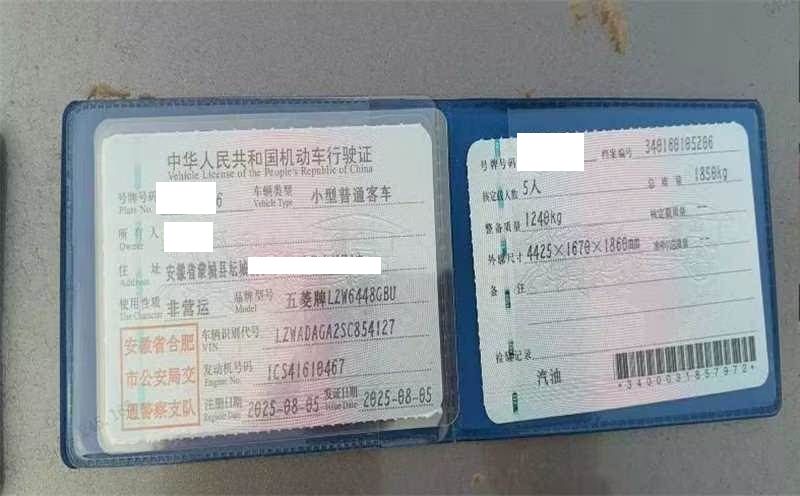 中华人民共和国机动车行驶证
Vehicle License of the People's Republic of China
号牌号码 6 车辆类型 小型普通客车
Plate No. Vehicle Type
所有人
Owner
住址 安徽省蒙城县坛城
Address
使用性质 非营运 品牌型号 五菱牌LZW6448GBU
Use Character Model
安徽省合肥
市公安局交
通警察支队
车辆识别代号 LZWADAGA2SC854127
VIN
发动机号码 1CS41610467
Engine No.
注册日期 2025-08-05 发证日期 2025-08-05
Register Date Issue Date
号牌号码 档案编号 340160105206
核定载人数 5人 总质量 1850kg
整备质量 1240kg 核定载质量 --
外廓尺寸 4425×1670×1860mm 准牵引总质量 --
备注
检验记录
汽油
*3400031857972*